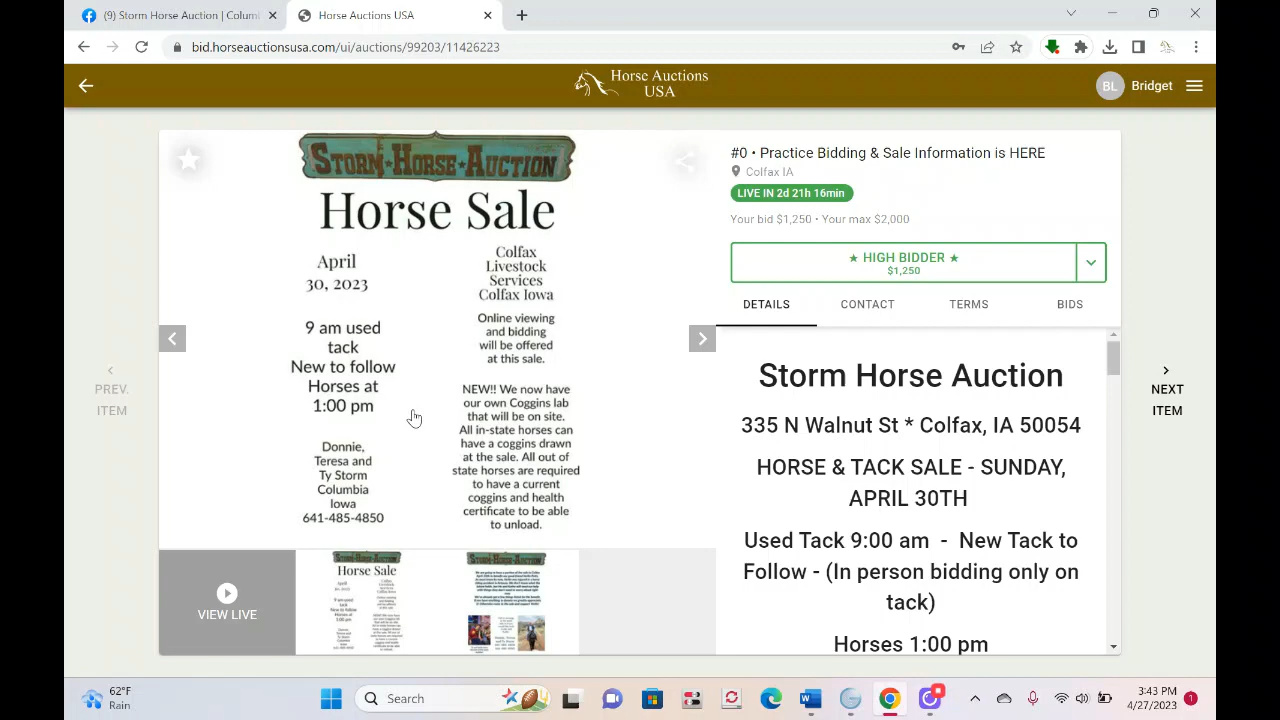 (9) Storm Horse Auction | Colum
Horse Auctions USA
bid.horseauctionsusa.com/ui/auctions/99203/11426223
Horse Auctions
USA
BL
Bridget
STORM★HORSE★AUCTION
Horse Sale
April
30, 2023
9 am used
tack
New to follow
Horses at
1:00 pm
Donnie,
Teresa and
Ty Storm
Columbia
Iowa
641-485-4850
Colfax
Livestock
Services
Colfax Iowa
Online viewing
and bidding
will be offered
at this sale.
NEW!! We now have
our own Coggins lab
that will be on site.
All in-state horses can
have a coggins drawn
at the sale. All out of
state horses are required
to have a current
coggins and health
certificate to be able
to unload.
VIEW LIVE
Horse Sale
PREV.
ITEM
#0 • Practice Bidding & Sale Information is HERE
Colfax IA
LIVE IN 2d 21h 16min
Your bid $1,250 • Your max $2,000
★ HIGH BIDDER ★
$1,250
DETAILS
CONTACT
TERMS
BIDS
Storm Horse Auction
335 N Walnut St * Colfax, IA 50054
HORSE & TACK SALE - SUNDAY,
APRIL 30TH
Used Tack 9:00 am - New Tack to
Follow - (In person bidding only on
tack)
Horses 1:00 pm
NEXT
ITEM
62°F
Rain
Search
3:43 PM
4/27/2023
1